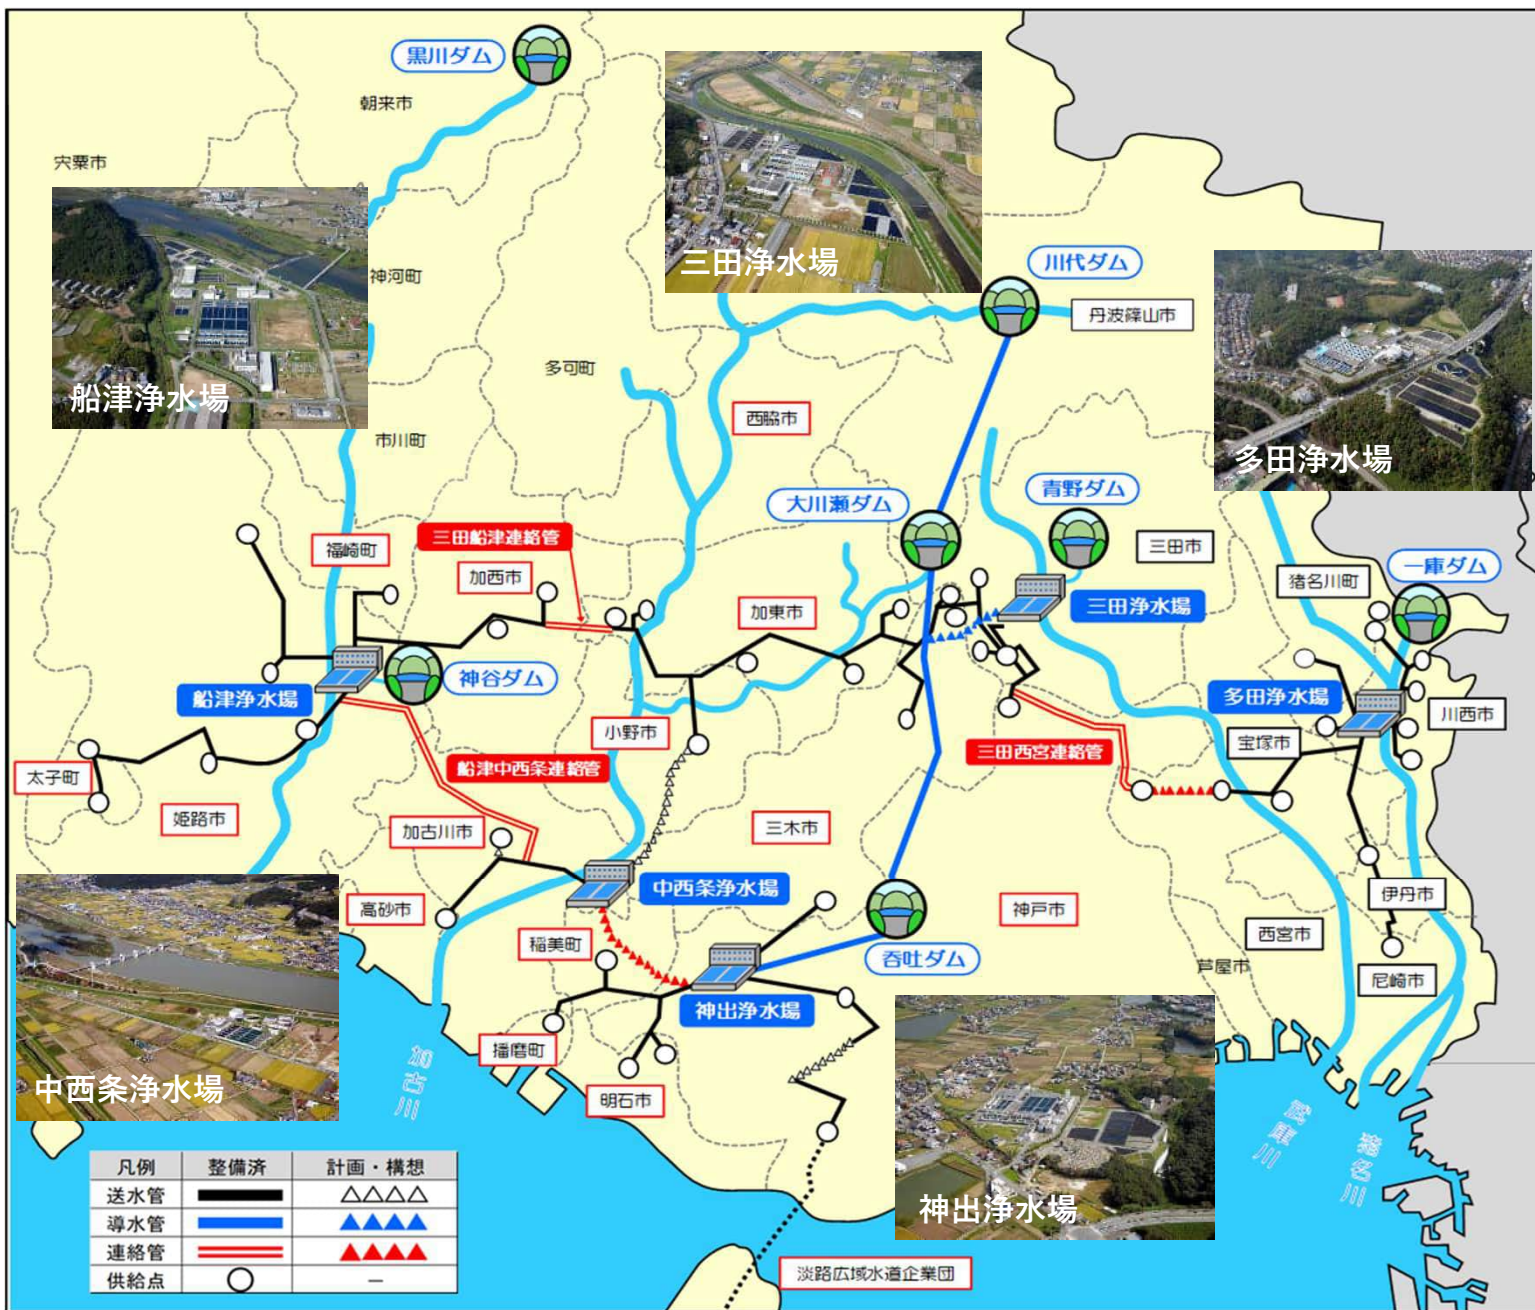 黒川ダム
朝来市
宍粟市
神河町
三田浄水場
川代ダム
丹波篠山市
船津浄水場
多可町
西脇市
市川町
多田浄水場
大川瀬ダム
青野ダム
三田船津連絡管
福崎町
加西市
三田市
猪名川町
一庫ダム
加東市
三田浄水場
神谷ダム
船津浄水場
多田浄水場
川西市
小野市
宝塚市
三田西宮連絡管
船津中西条連絡管
太子町
姫路市
加古川市
三木市
中西条浄水場
高砂市
神戸市
伊丹市
稲美町
西宮市
呑吐ダム
芦屋市
尼崎市
神出浄水場
播磨町
明石市
加古川
中西条浄水場
武庫川
猪名川
神出浄水場
淡路広域水道企業団
凡例 整備済 計画・構想
送水管
導水管
連絡管
供給点 －